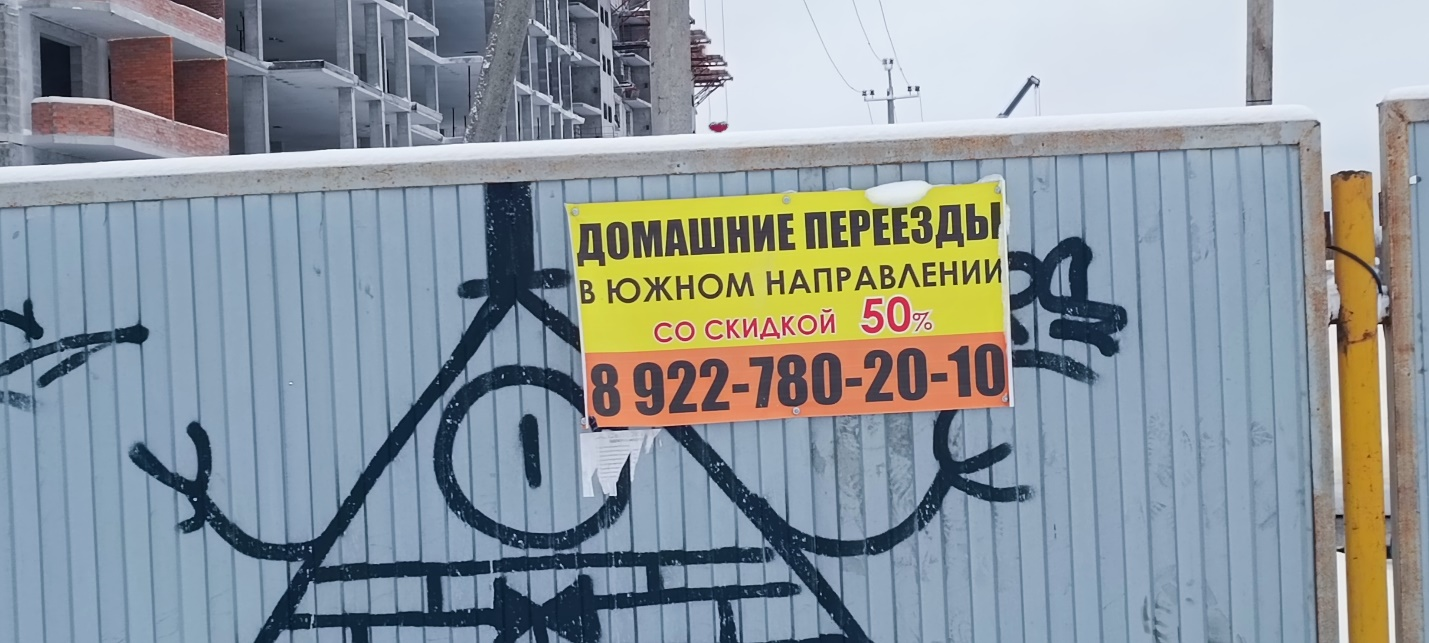 ДОМАШНИЕ ПЕРЕЕЗДЫ
В ЮЖНОМ НАПРАВЛЕНИИ
СО СКИДКОЙ 50%
8 922-780-20-10